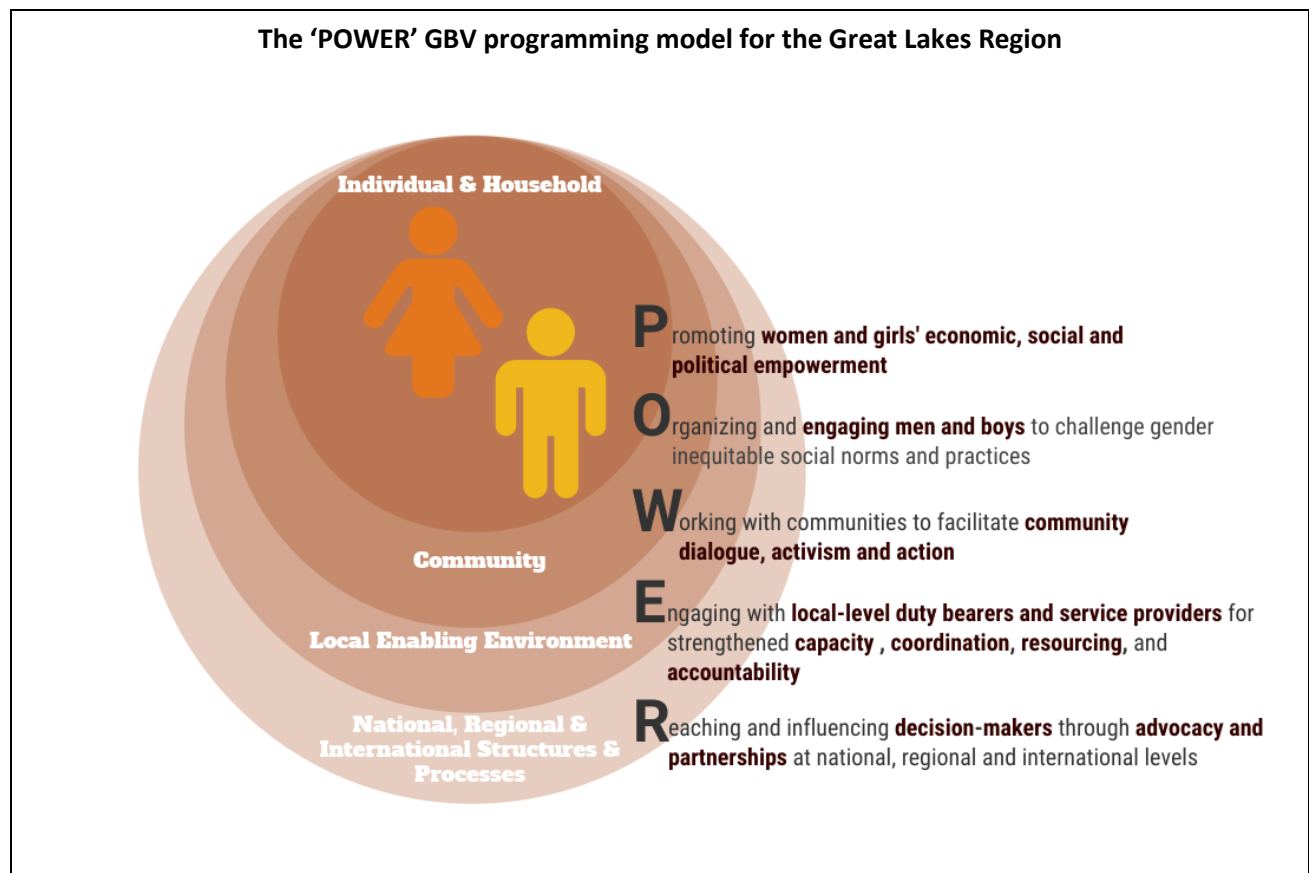 The ‘POWER’ GBV programming model for the Great Lakes Region
Individual & Household
Promoting women and girls' economic, social and
political empowerment
Organizing and engaging men and boys to challenge gender
inequitable social norms and practices
Working with communities to facilitate community
dialogue, activism and action
Community
Engaging with local-level duty bearers and service providers for
strengthened capacity , coordination, resourcing, and
accountability
Local Enabling Environment
Reaching and influencing decision-makers through advocacy and
partnerships at national, regional and international levels
National, Regional &
International Structures &
Processes